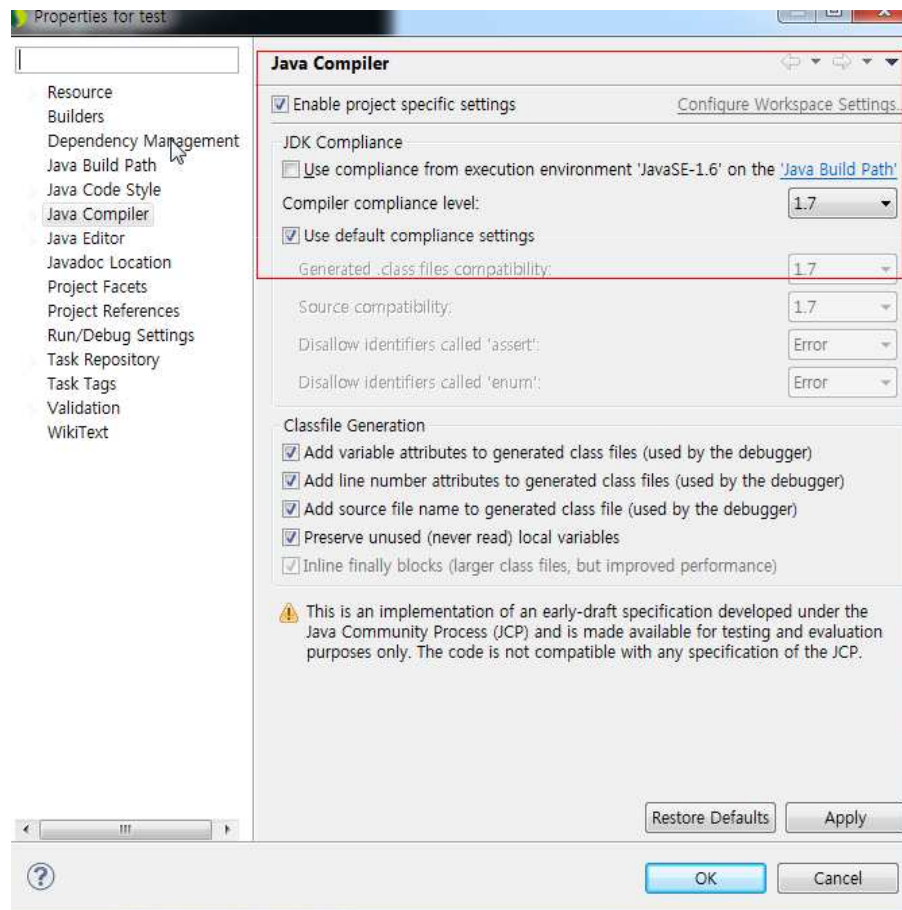 Properties for test
Resource
Builders
Dependency Management
Java Build Path
Java Code Style
Java Compiler
Java Editor
Javadoc Location
Project Facets
Project References
Run/Debug Settings
Task Repository
Task Tags
Validation
WikiText
Java Compiler
Enable project specific settings
Configure Workspace Settings..
JDK Compliance
Use compliance from execution environment 'JavaSE-1.6' on the 'Java Build Path'
Compiler compliance level: 1.7
Use default compliance settings
Generated .class files compatibility: 1.7
Source compatibility: 1.7
Disallow identifiers called 'assert': Error
Disallow identifiers called 'enum': Error
Classfile Generation
Add variable attributes to generated class files (used by the debugger)
Add line number attributes to generated class files (used by the debugger)
Add source file name to generated class file (used by the debugger)
Preserve unused (never read) local variables
Inline finally blocks (larger class files, but improved performance)
This is an implementation of an early-draft specification developed under the
Java Community Process (JCP) and is made available for testing and evaluation
purposes only. The code is not compatible with any specification of the JCP.
Restore Defaults Apply
OK Cancel